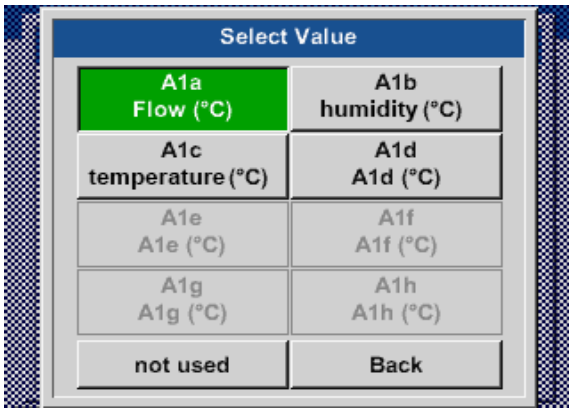 Select Value
A1a
Flow (°C)
A1b
humidity (°C)
A1c
temperature (°C)
A1d
A1d (°C)
A1e
A1e (°C)
A1f
A1f (°C)
A1g
A1g (°C)
A1h
A1h (°C)
not used
Back